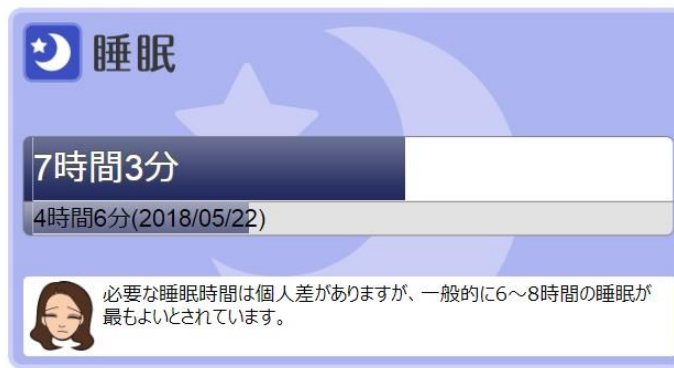 睡眠
7時間3分
4時間6分(2018/05/22)
必要な睡眠時間は個人差がありますが、一般的に6～8時間の睡眠が
最もよいとされています。